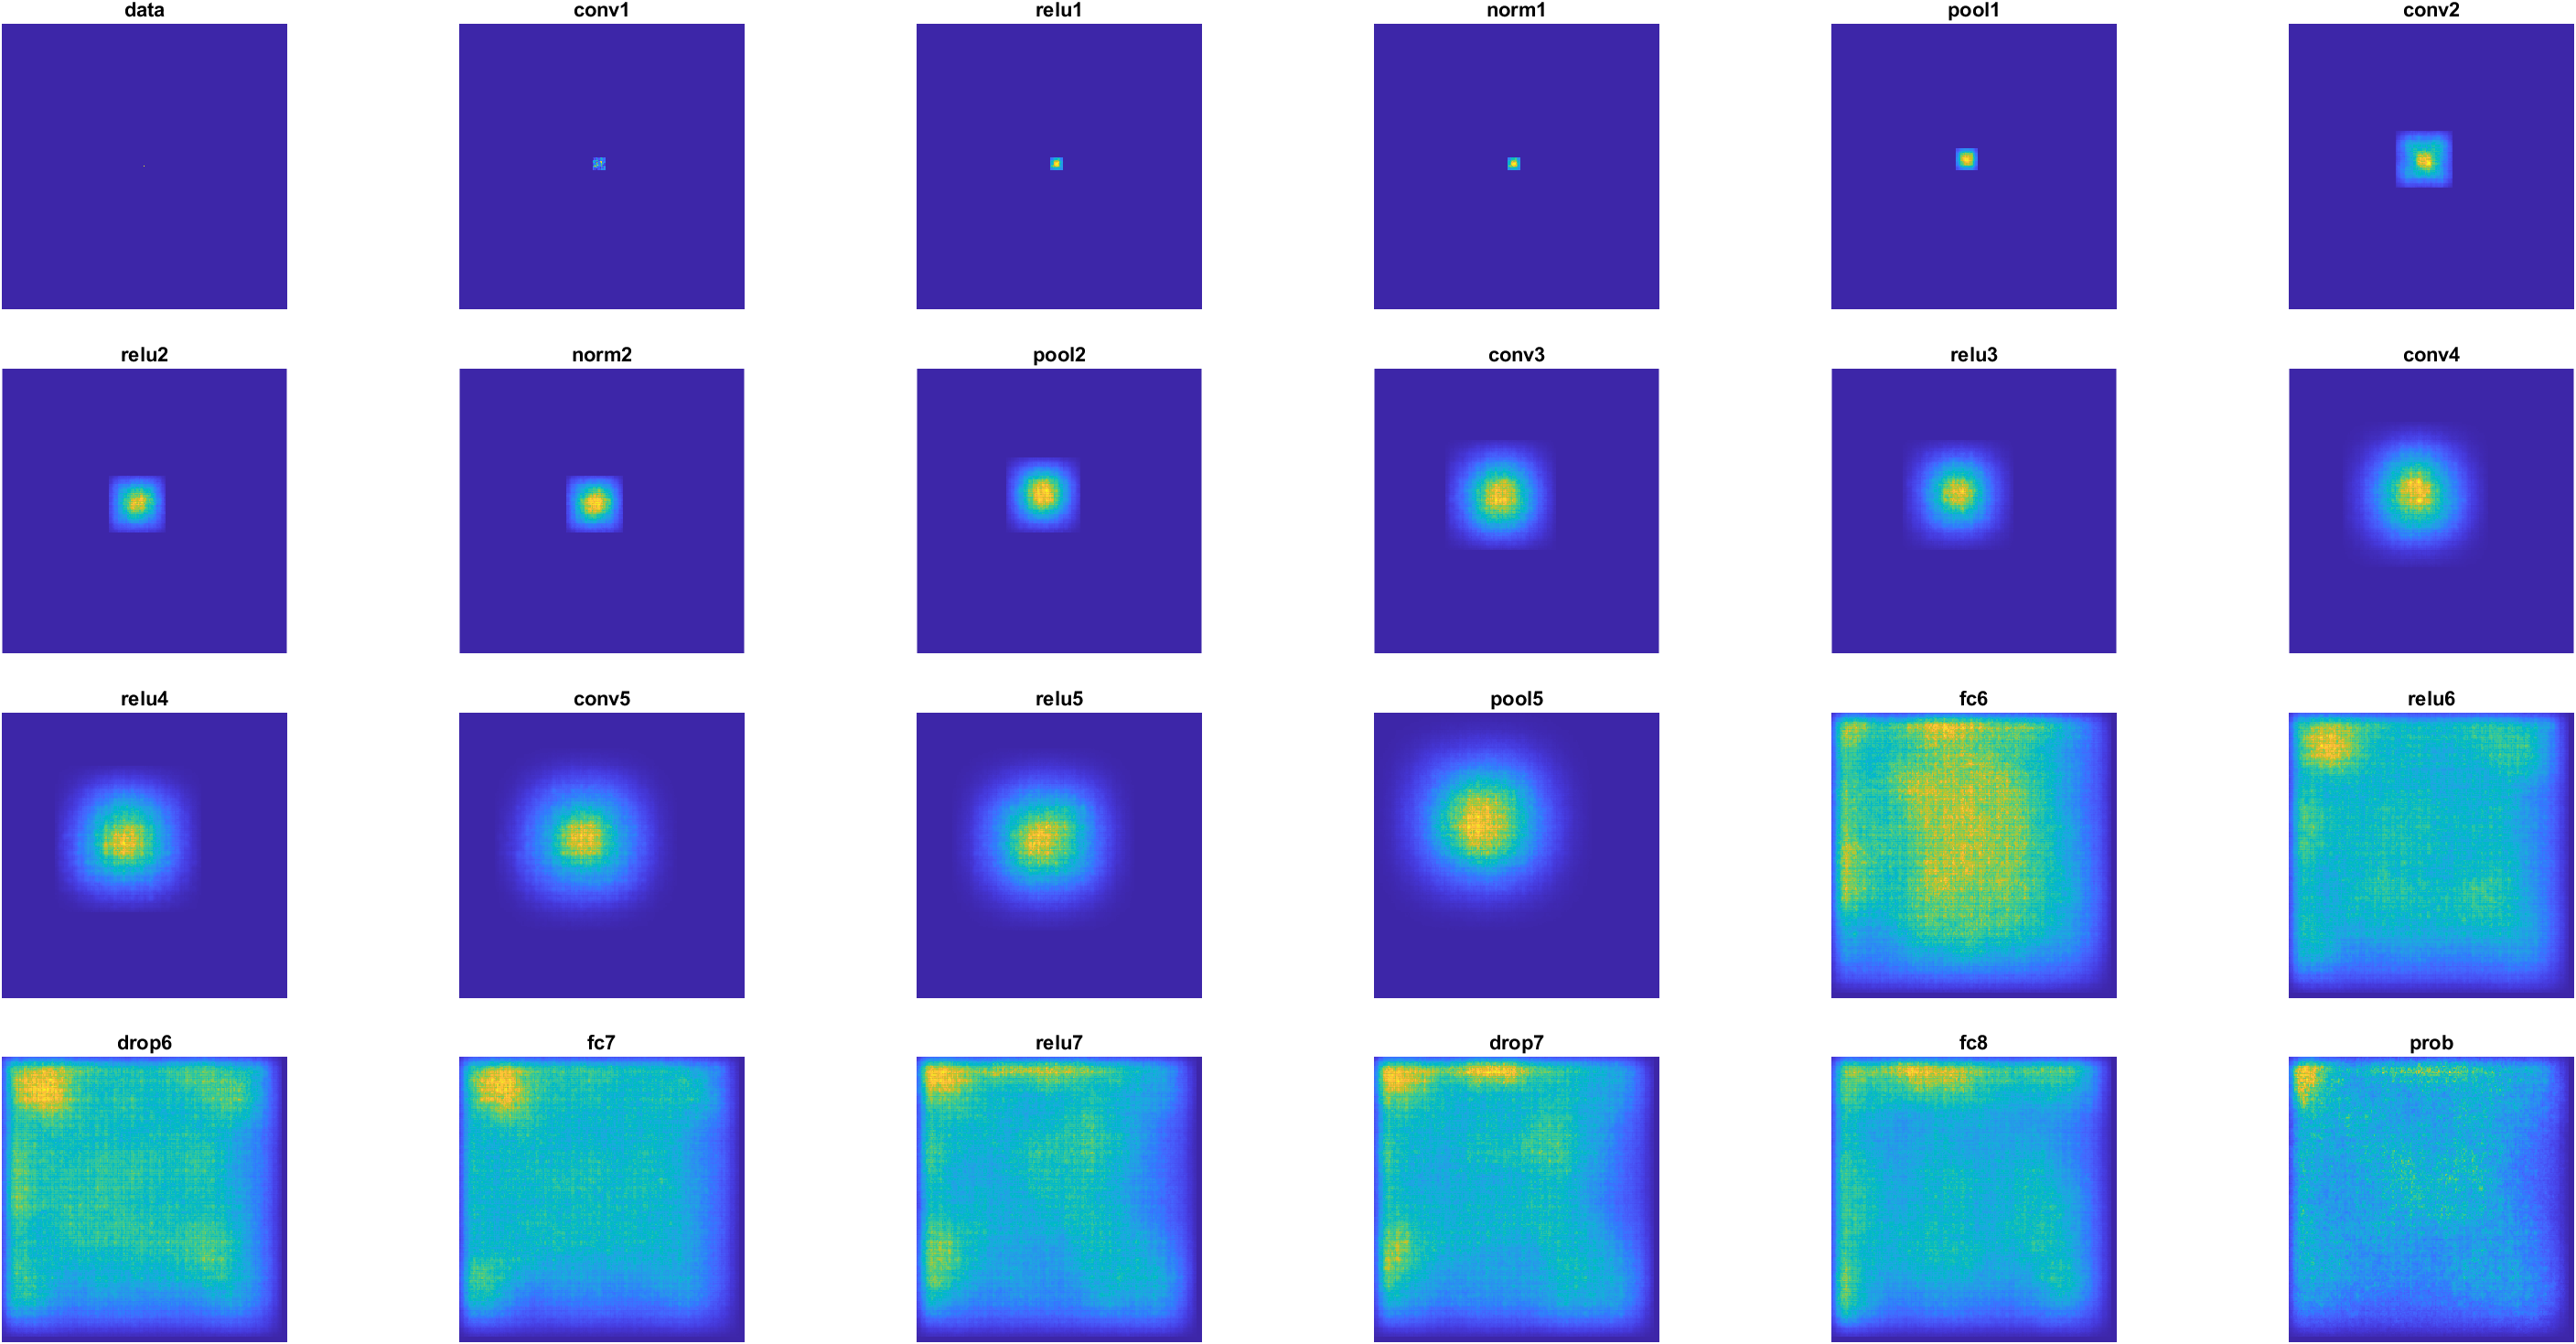 data conv1 relu1 norm1 pool1 conv2
relu2 norm2 pool2 conv3 relu3 conv4
relu4 conv5 relu5 pool5 fc6 relu6
drop6 fc7 relu7 drop7 fc8 prob